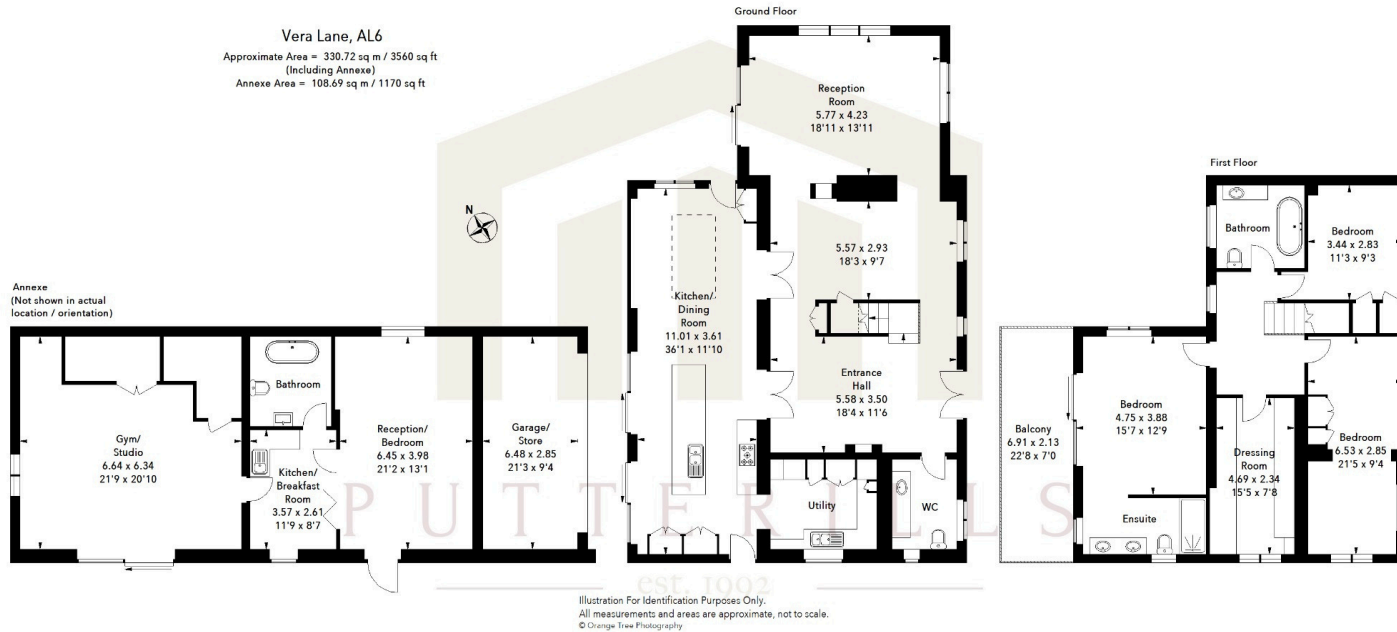 Vera Lane, AL6
Approximate Area = 330.72 sq m / 3560 sq ft
(Including Annexe)
Annexe Area = 108.69 sq m / 1170 sq ft
Ground Floor
Reception
Room
5.77 x 4.23
18'11 x 13'11
5.57 x 2.93
18'3 x 9'7
Kitchen/
Dining
Room
11.01 x 3.61
36'1 x 11'10
Entrance
Hall
5.58 x 3.50
18'4 x 11'6
Utility
WC
N
Annexe
(Not shown in actual
location / orientation)
Gym/
Studio
6.64 x 6.34
21'9 x 20'10
Bathroom
Kitchen/
Breakfast
Room
3.57 x 2.61
11'9 x 8'7
Reception/
Bedroom
6.45 x 3.98
21'2 x 13'1
Garage/
Store
6.48 x 2.85
21'3 x 9'4
First Floor
Bathroom
Bedroom
3.44 x 2.83
11'3 x 9'3
Balcony
6.91 x 2.13
22'8 x 7'0
Bedroom
4.75 x 3.88
15'7 x 12'9
Ensuite
Dressing
Room
4.69 x 2.34
15'5 x 7'8
Bedroom
6.53 x 2.85
21'5 x 9'4
PUTTERILLS
est. 1992
Illustration For Identification Purposes Only.
All measurements and areas are approximate, not to scale.
© Orange Tree Photography